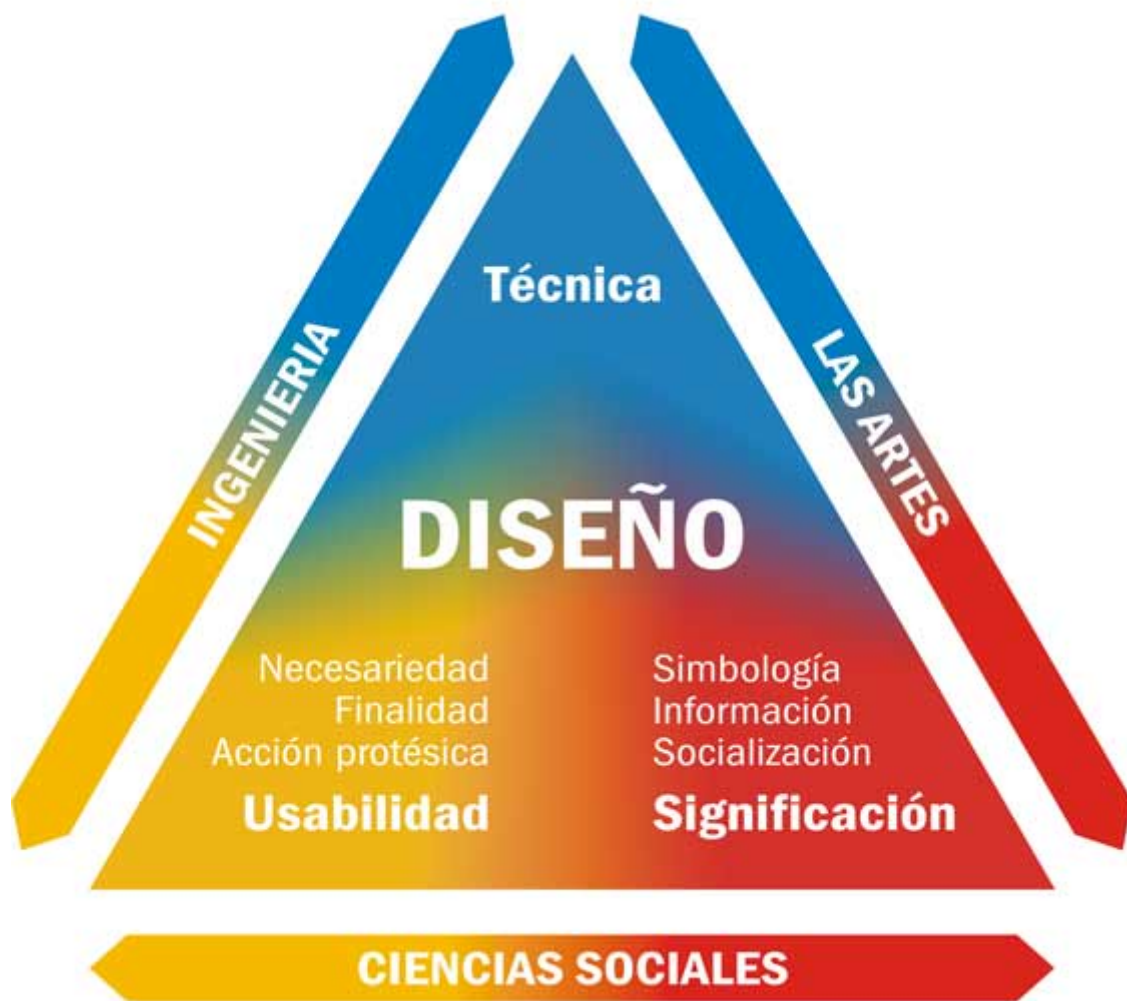 Técnica
INGENIERIA
LAS ARTES
DISEÑO
Necesariedad
Finalidad
Acción protésica
Usabilidad
Simbología
Información
Socialización
Significación
CIENCIAS SOCIALES